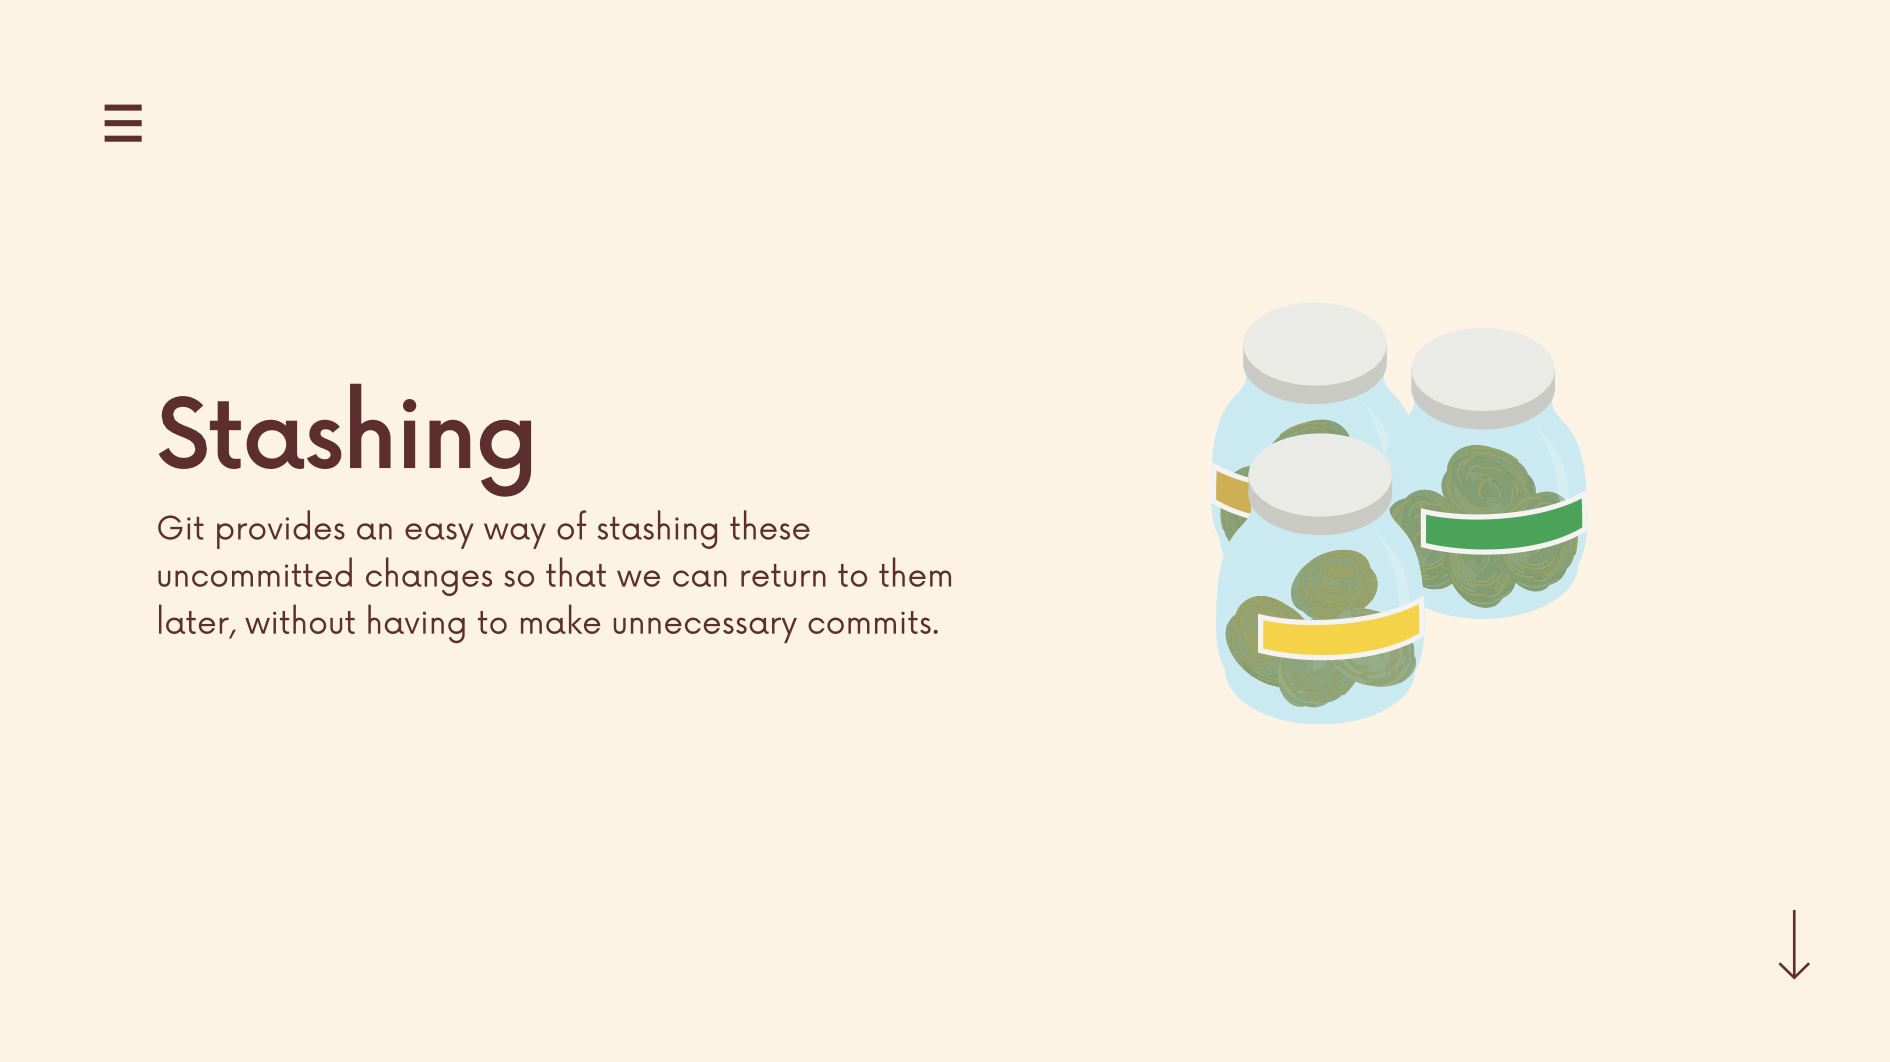 Stashing
Git provides an easy way of stashing these
uncommitted changes so that we can return to them
later, without having to make unnecessary commits.